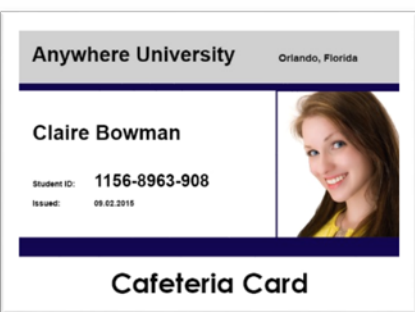 Anywhere University Orlando, Florida
Claire Bowman
Student ID: 1156-8963-908
Issued: 09.02.2015
Cafeteria Card